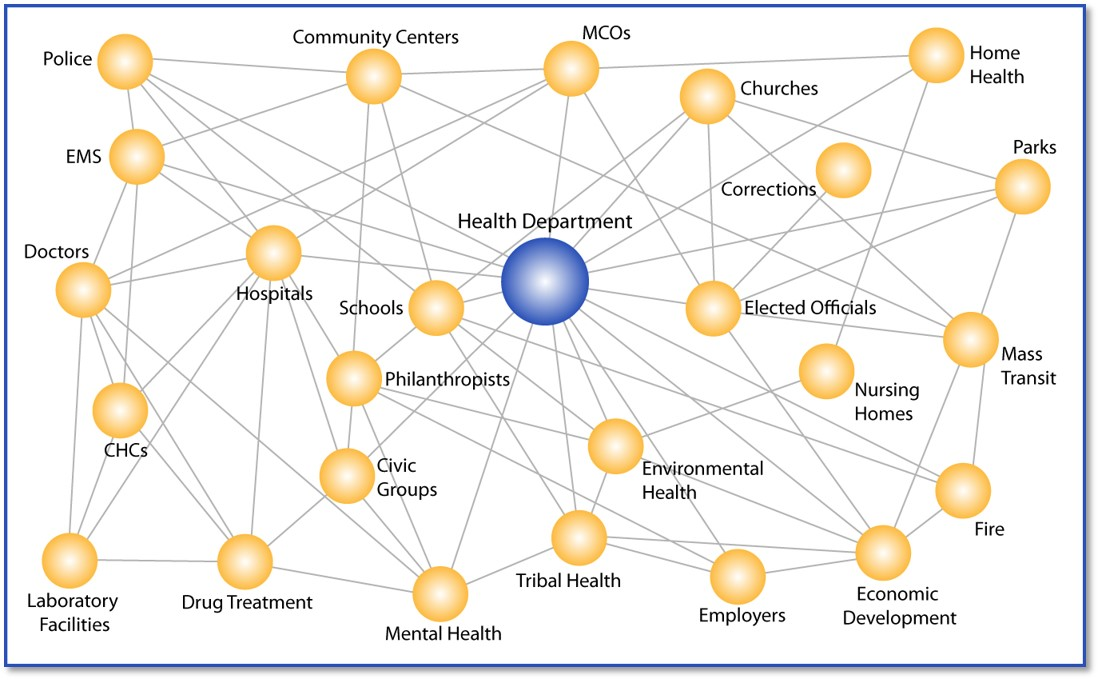 Community Centers
MCOs
Police
Home
Health
Churches
Parks
EMS
Corrections
Health Department
Doctors
Hospitals
Schools
Elected Officials
Mass
Transit
Philanthropists
Nursing
Homes
CHCs
Civic
Groups
Environmental
Health
Fire
Tribal Health
Laboratory
Facilities
Drug Treatment
Mental Health
Employers
Economic
Development